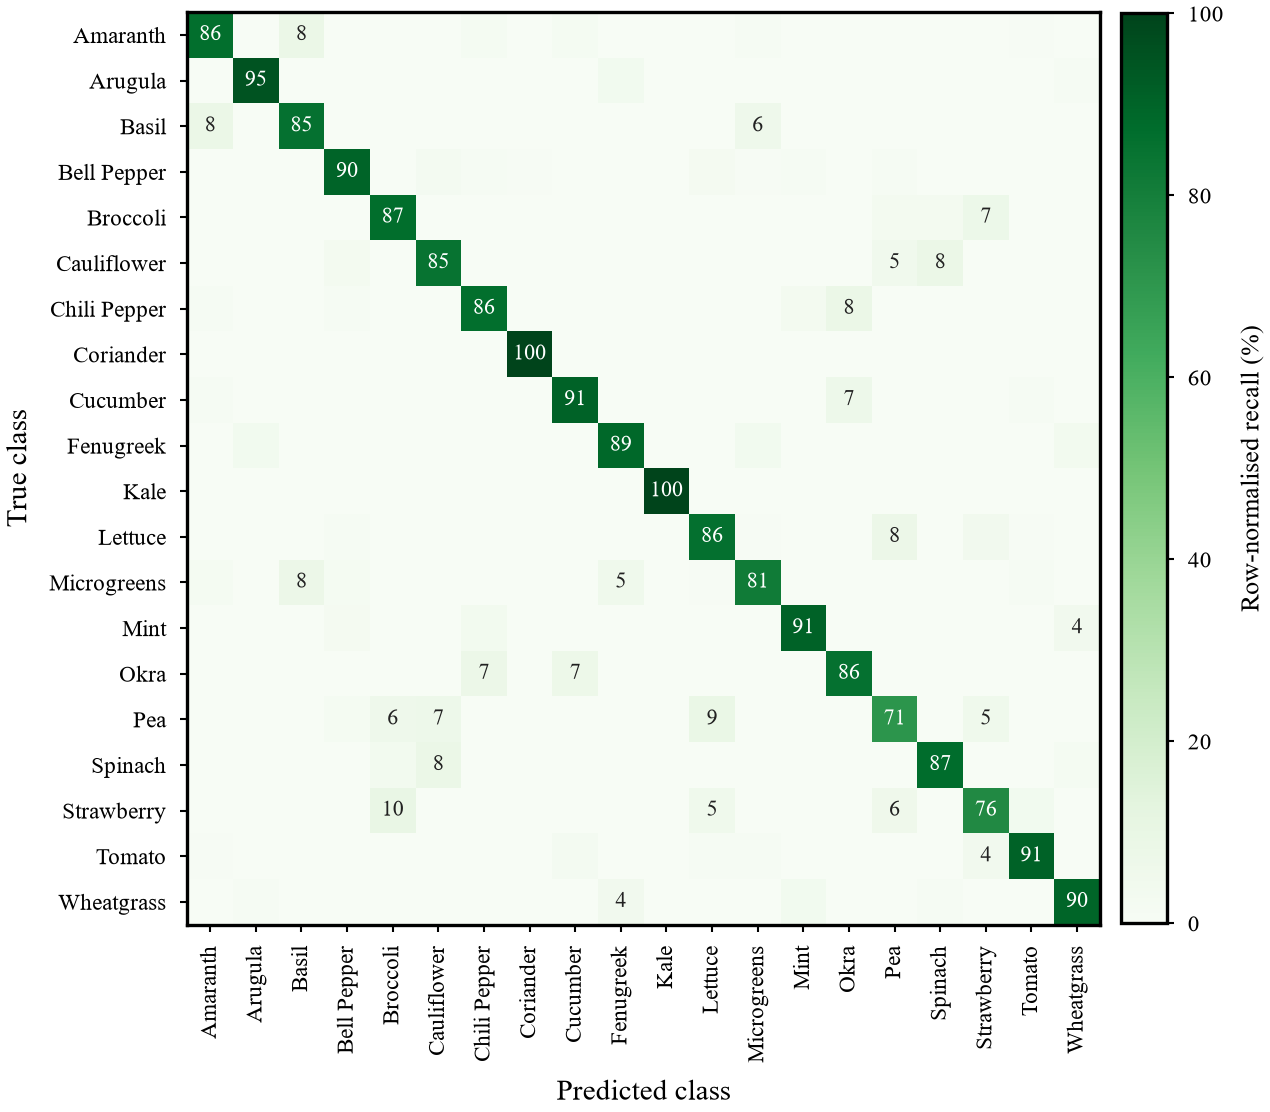 Amaranth 86 8
Arugula 95
Basil 8 85 6
Bell Pepper 90
Broccoli 87 7
Cauliflower 85 5 8
Chili Pepper 86 8
Coriander 100
Cucumber 91 7
Fenugreek 89
Kale 100
Lettuce 86 8
Microgreens 8 5 81
Mint 91 4
Okra 7 7 86
Pea 6 7 9 71 5
Spinach 8 87
Strawberry 10 5 6 76
Tomato 4 91
Wheatgrass 4 90
True class
Amaranth
Arugula
Basil
Bell Pepper
Broccoli
Cauliflower
Chili Pepper
Coriander
Cucumber
Fenugreek
Kale
Lettuce
Microgreens
Mint
Okra
Pea
Spinach
Strawberry
Tomato
Wheatgrass
Predicted class
100
80
60
40
20
0
Row-normalised recall (%)